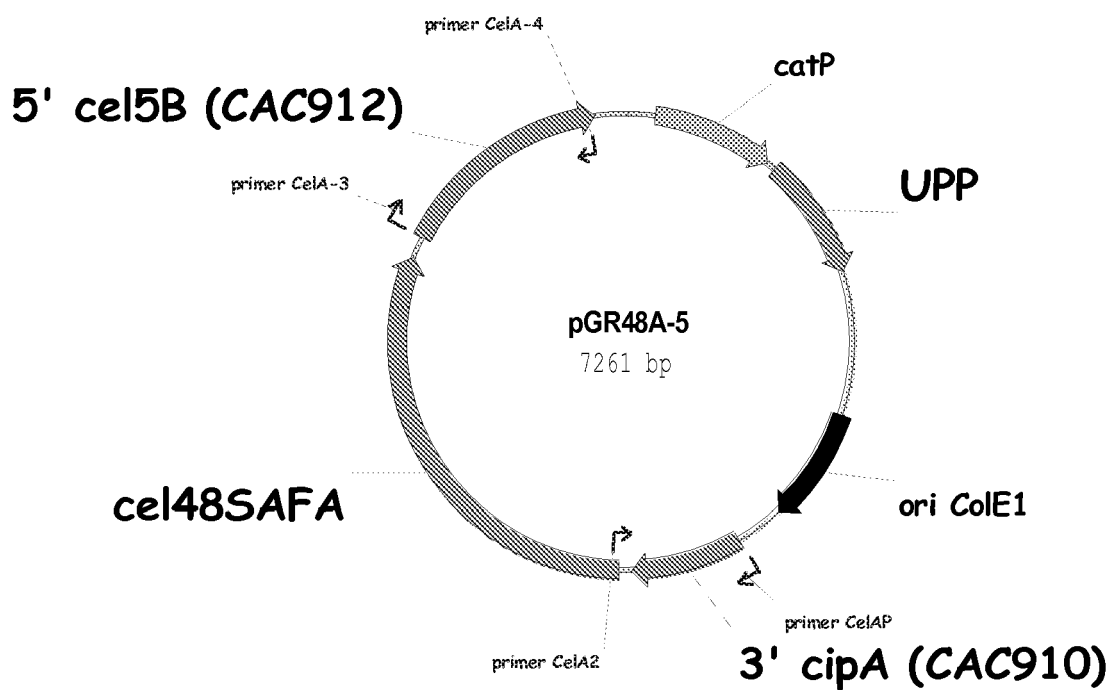 primer CelA-4
catP
5' cel5B (CAC912)
primer CelA-3
UPP
pGR48A-5
7261 bp
cel48SAFA
ori ColE1
primer CelAP
primer CelA2
3' cipA (CAC910)